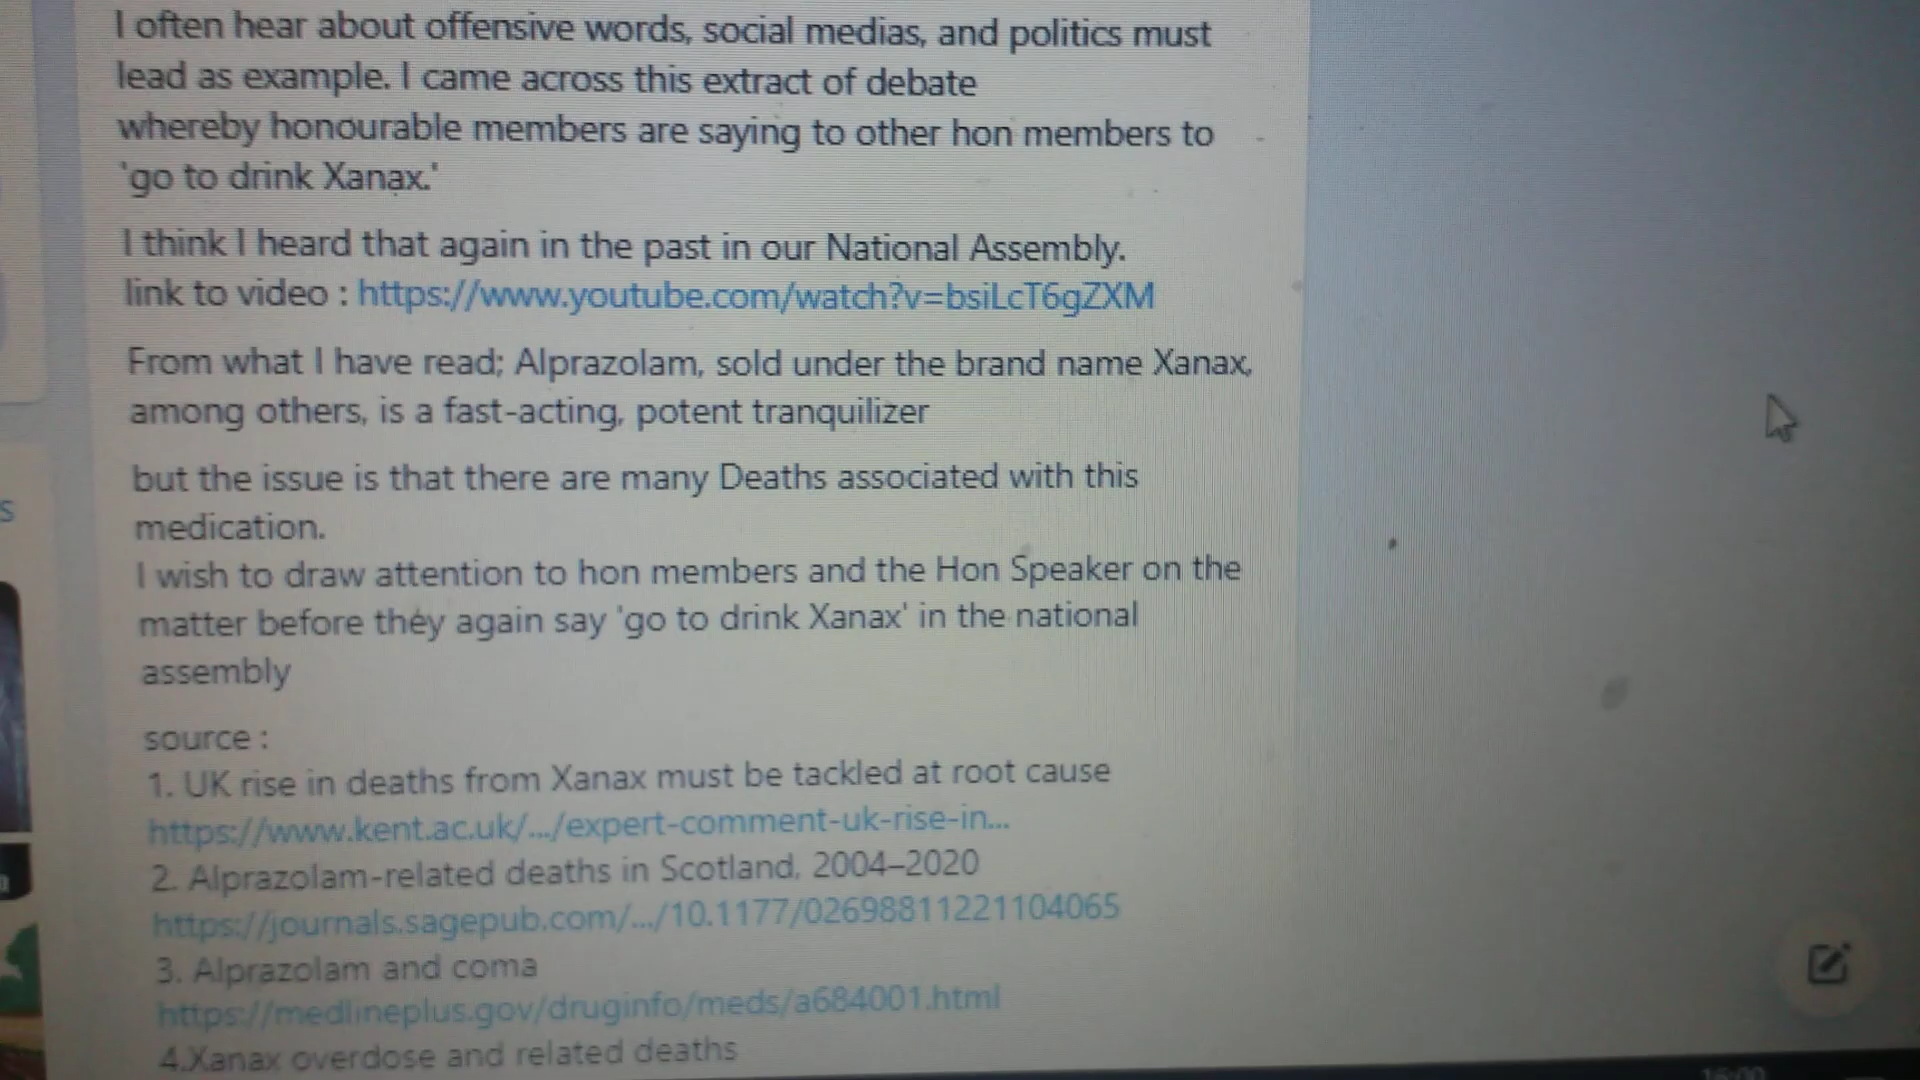 I often hear about offensive words, social medias, and politics must
lead as example. I came across this extract of debate
whereby honourable members are saying to other hon members to
'go to drink Xanax.'
I think I heard that again in the past in our National Assembly.
link to video : https://www.youtube.com/watch?v=bsiLcT6gZXM
From what I have read; Alprazolam, sold under the brand name Xanax,
among others, is a fast-acting, potent tranquilizer
but the issue is that there are many Deaths associated with this
medication.
I wish to draw attention to hon members and the Hon Speaker on the
matter before they again say 'go to drink Xanax' in the national
assembly
source :
1. UK rise in deaths from Xanax must be tackled at root cause
https://www.kent.ac.uk/.../expert-comment-uk-rise-in...
2. Alprazolam-related deaths in Scotland, 2004–2020
https://journals.sagepub.com/.../10.1177/02698811221104065
3. Alprazolam and coma
https://medlineplus.gov/druginfo/meds/a684001.html
4.Xanax overdose and related deaths